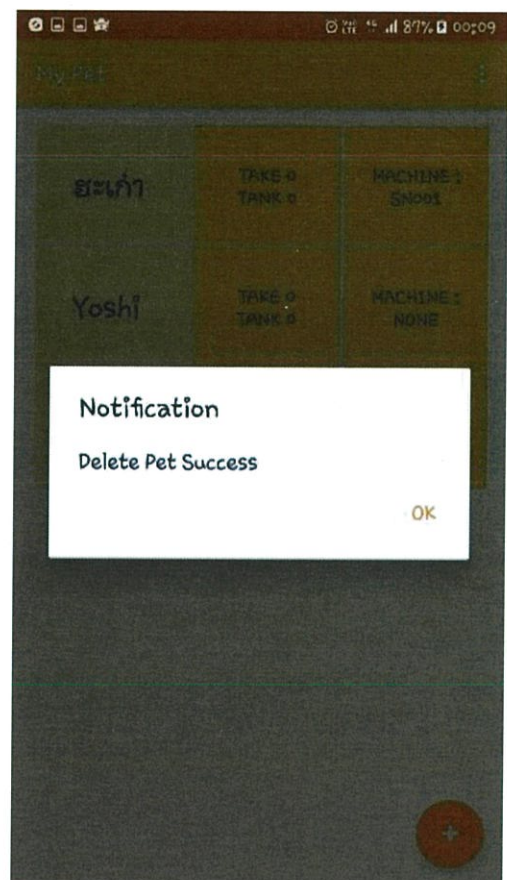 87% 00:09
My Pet
ฮะเก๋า
TAKE 0
TANK 0
MACHINE :
SN001
Yoshi
TAKE 0
TANK 0
MACHINE :
NONE
Notification
Delete Pet Success
OK
+